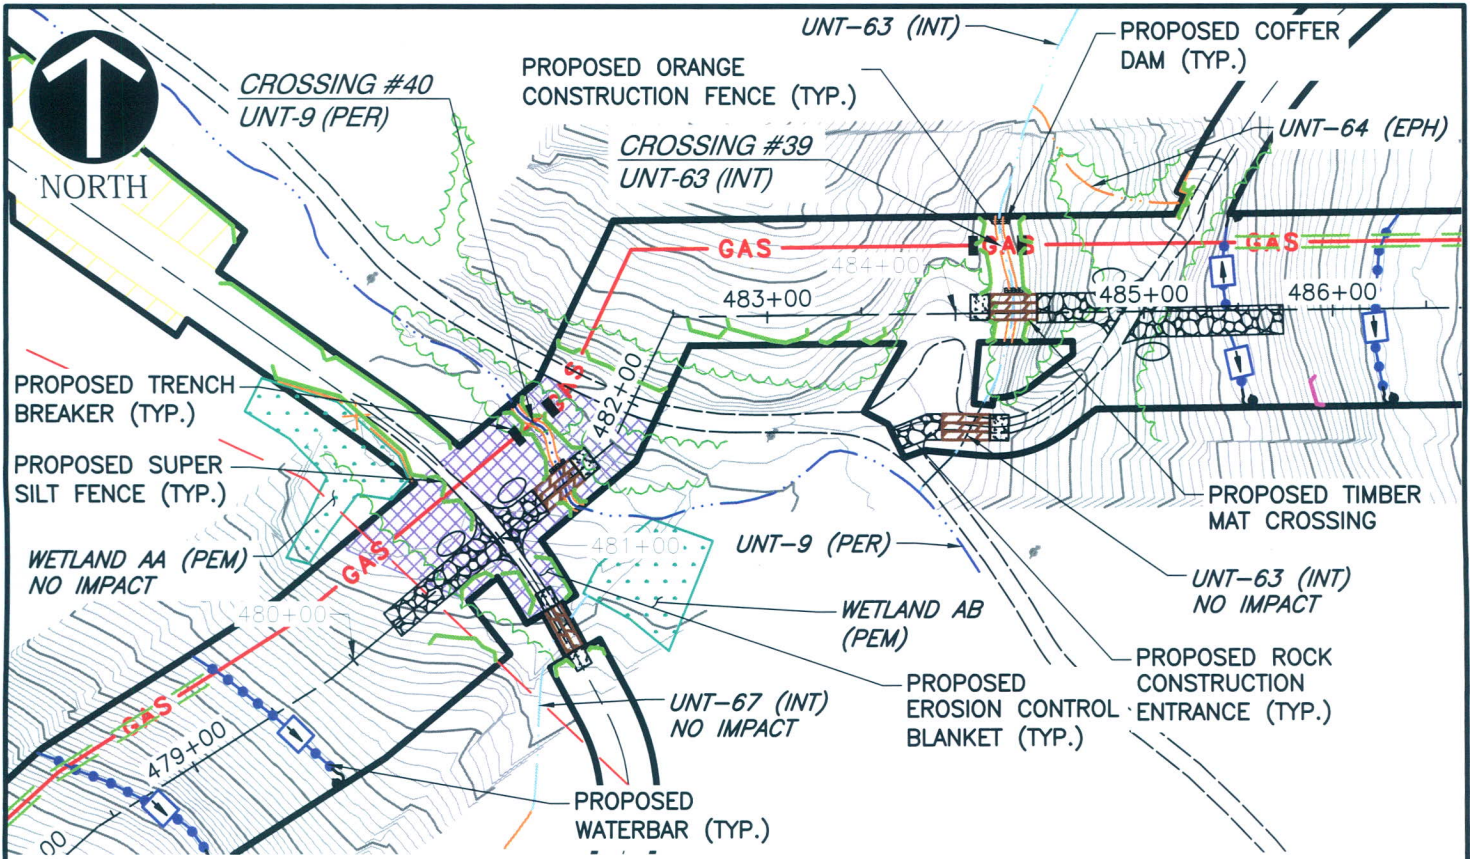 UNT-63 (INT)
PROPOSED COFFER
DAM (TYP.)
PROPOSED ORANGE
CONSTRUCTION FENCE (TYP.)
CROSSING #40
UNT-9 (PER)
UNT-64 (EPH)
CROSSING #39
UNT-63 (INT)
NORTH
GAS
GAS
GAS
484+00
483+00
485+00
486+00
GAS
482+00
PROPOSED TRENCH
BREAKER (TYP.)
PROPOSED SUPER
SILT FENCE (TYP.)
PROPOSED TIMBER
MAT CROSSING
WETLAND AA (PEM)
NO IMPACT
GAS
481+00
UNT-9 (PER)
UNT-63 (INT)
NO IMPACT
480+00
WETLAND AB
(PEM)
PROPOSED ROCK
CONSTRUCTION
ENTRANCE (TYP.)
PROPOSED
EROSION CONTROL
BLANKET (TYP.)
UNT-67 (INT)
NO IMPACT
GAS
479+00
PROPOSED
WATERBAR (TYP.)
00